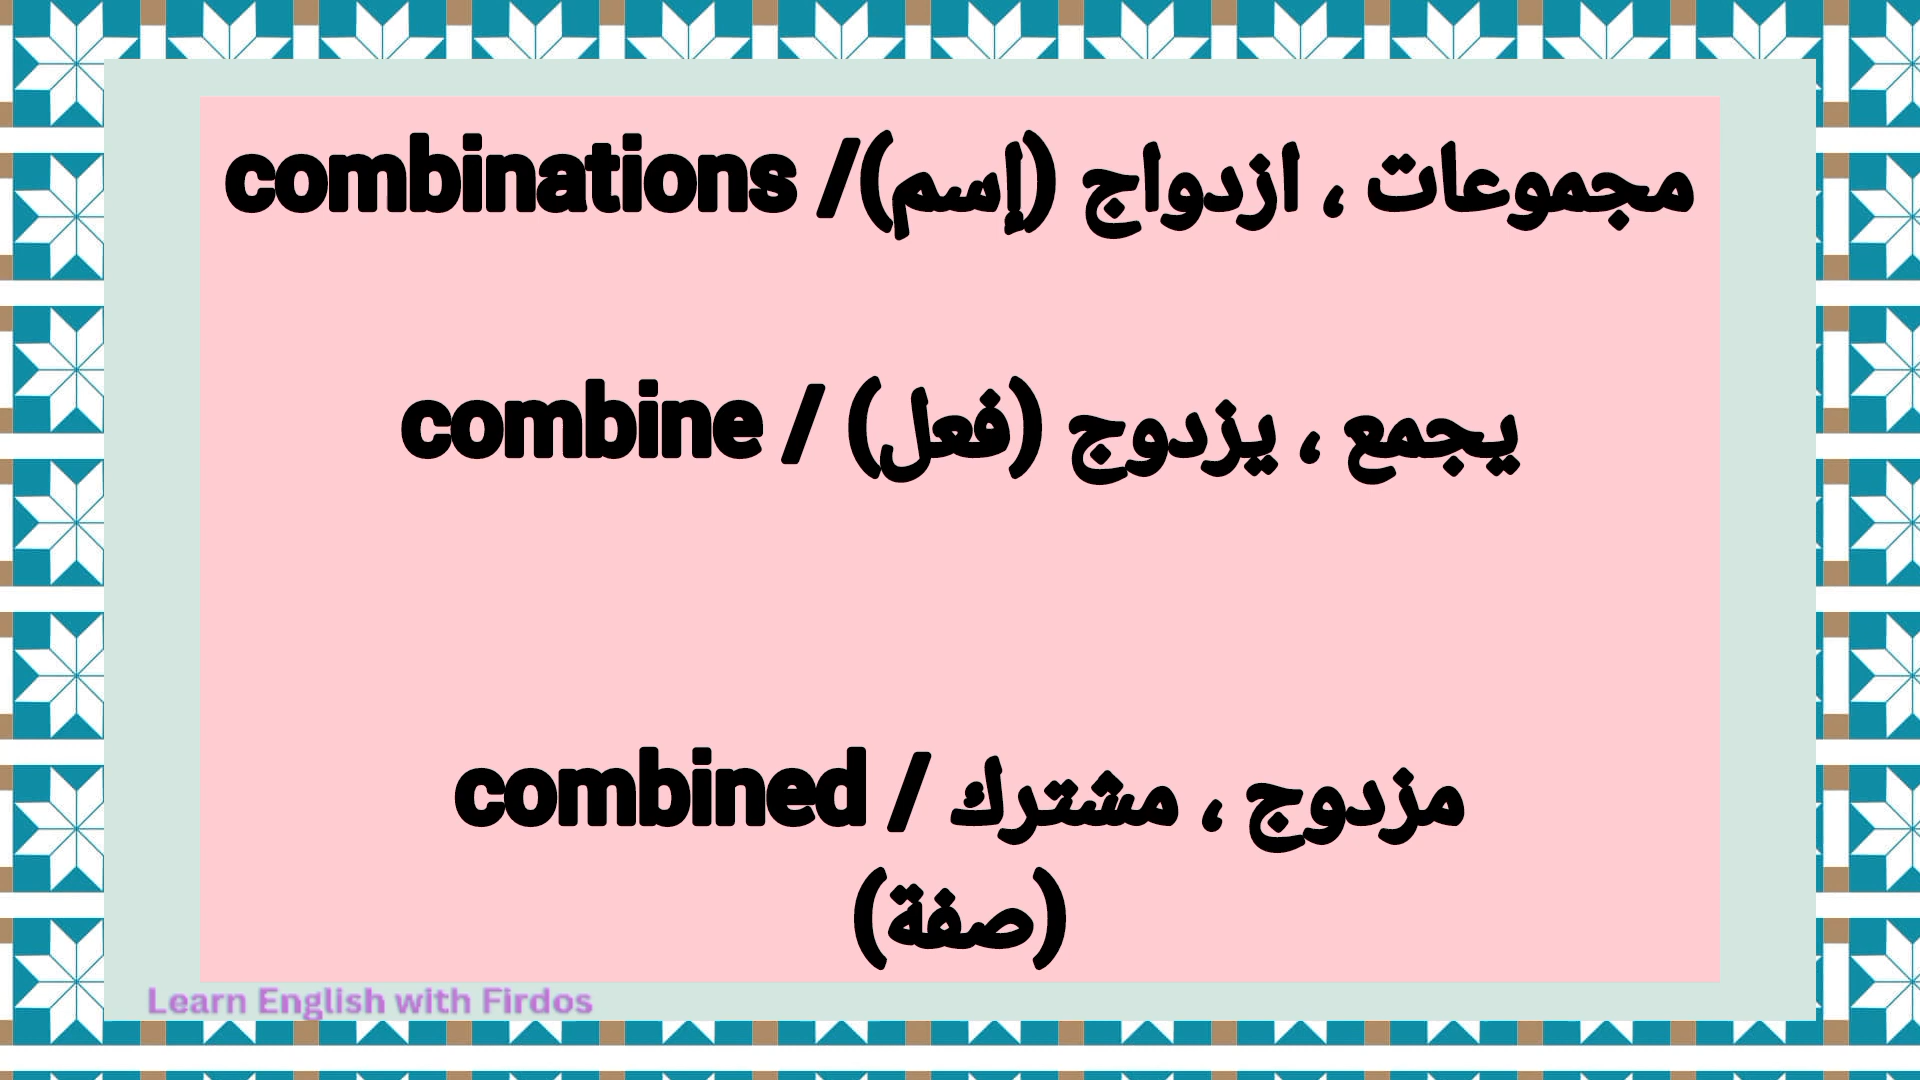 combinations /(إسم) مجموعات ، ازدواج
combine / (فعل) يجمع ، يزدوج
combined / مزدوج ، مشترك
(صفة)
Learn English with Firdos